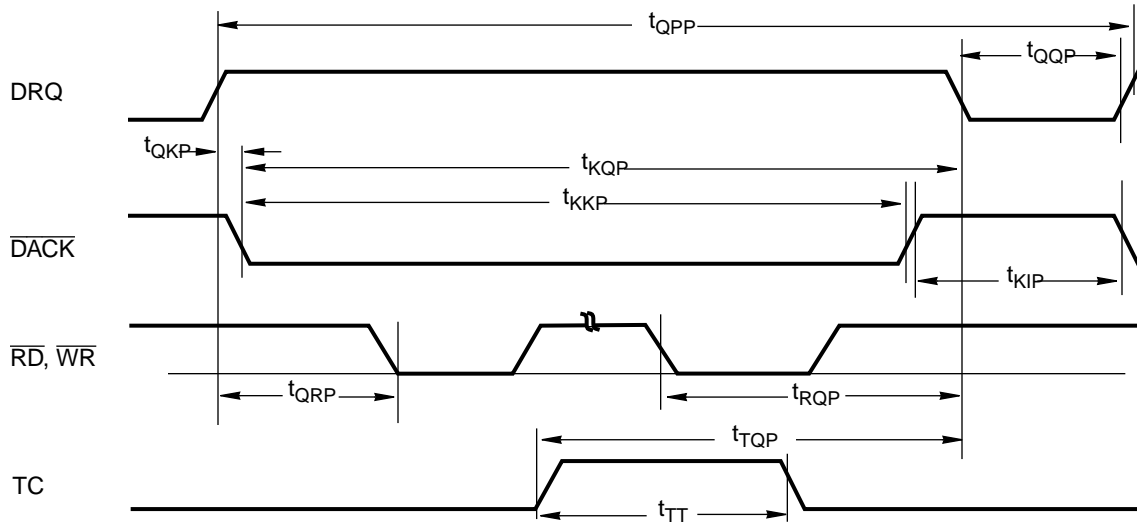 tQPP
tQQP
DRQ
tQKP
tKQP
tKKP
DACK
tKIP
RD, WR
tQRP
tRQP
tTQP
TC
tTT